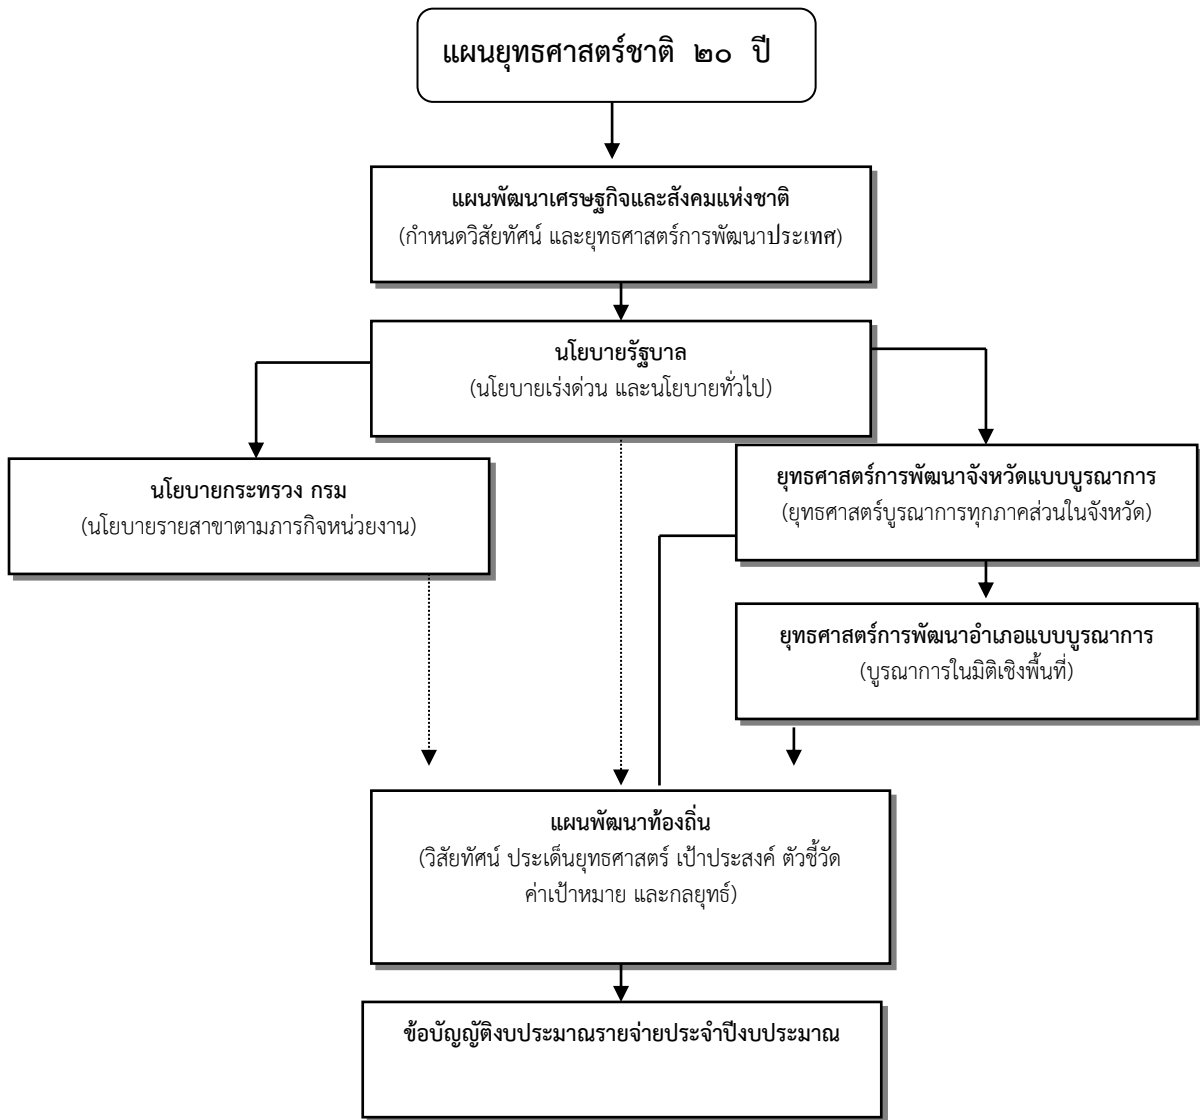 แผนยุทธศาสตร์ชาติ ๒๐ ปี
แผนพัฒนาเศรษฐกิจและสังคมแห่งชาติ
(กำหนดวิสัยทัศน์ และยุทธศาสตร์การพัฒนาประเทศ)
นโยบายรัฐบาล
(นโยบายเร่งด่วน และนโยบายทั่วไป)
นโยบายกระทรวง กรม
(นโยบายรายสาขาตามภารกิจหน่วยงาน)
ยุทธศาสตร์การพัฒนาจังหวัดแบบบูรณาการ
(ยุทธศาสตร์บูรณาการทุกภาคส่วนในจังหวัด)
ยุทธศาสตร์การพัฒนาอำเภอแบบบูรณาการ
(บูรณาการในมิติเชิงพื้นที่)
แผนพัฒนาท้องถิ่น
(วิสัยทัศน์ ประเด็นยุทธศาสตร์ เป้าประสงค์ ตัวชี้วัด
ค่าเป้าหมาย และกลยุทธ์)
ข้อบัญญัติงบประมาณรายจ่ายประจำปีงบประมาณ